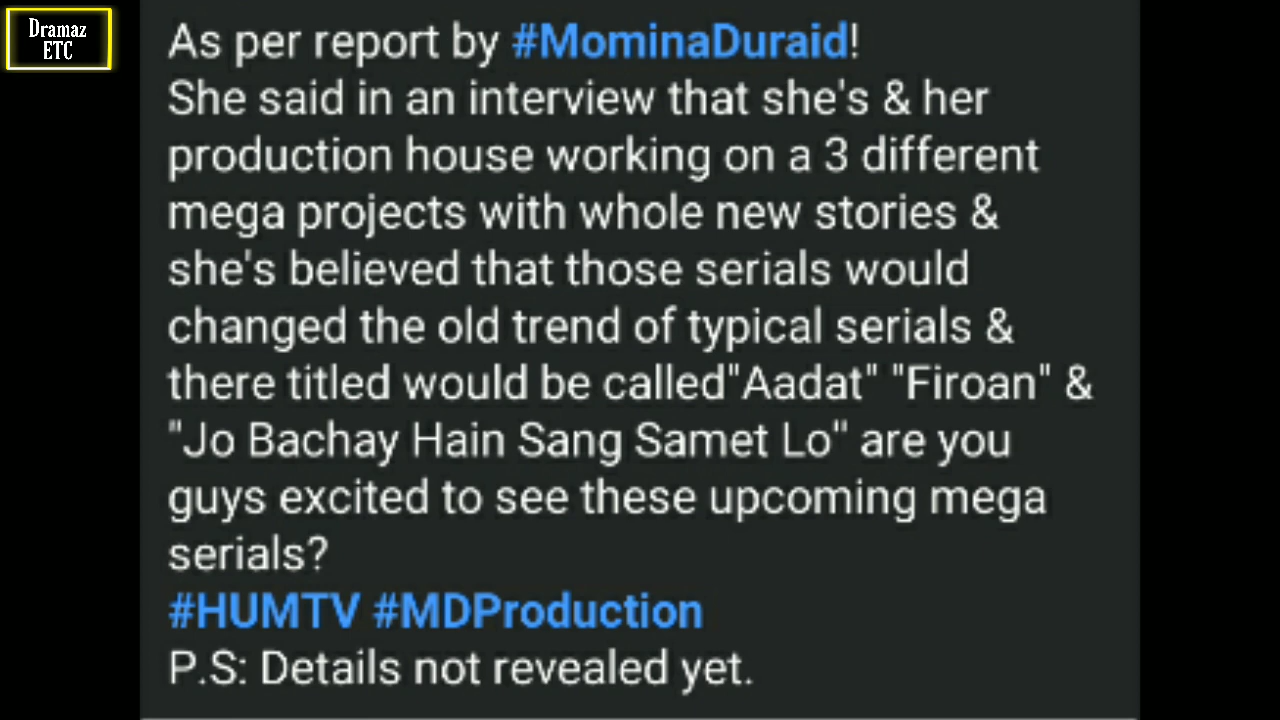 Dramaz
ETC
As per report by #MominaDuraid!
She said in an interview that she's & her
production house working on a 3 different
mega projects with whole new stories &
she's believed that those serials would
changed the old trend of typical serials &
there titled would be called"Aadat" "Firoan" &
"Jo Bachay Hain Sang Samet Lo" are you
guys excited to see these upcoming mega
serials?
#HUMTV #MDProduction
P.S: Details not revealed yet.